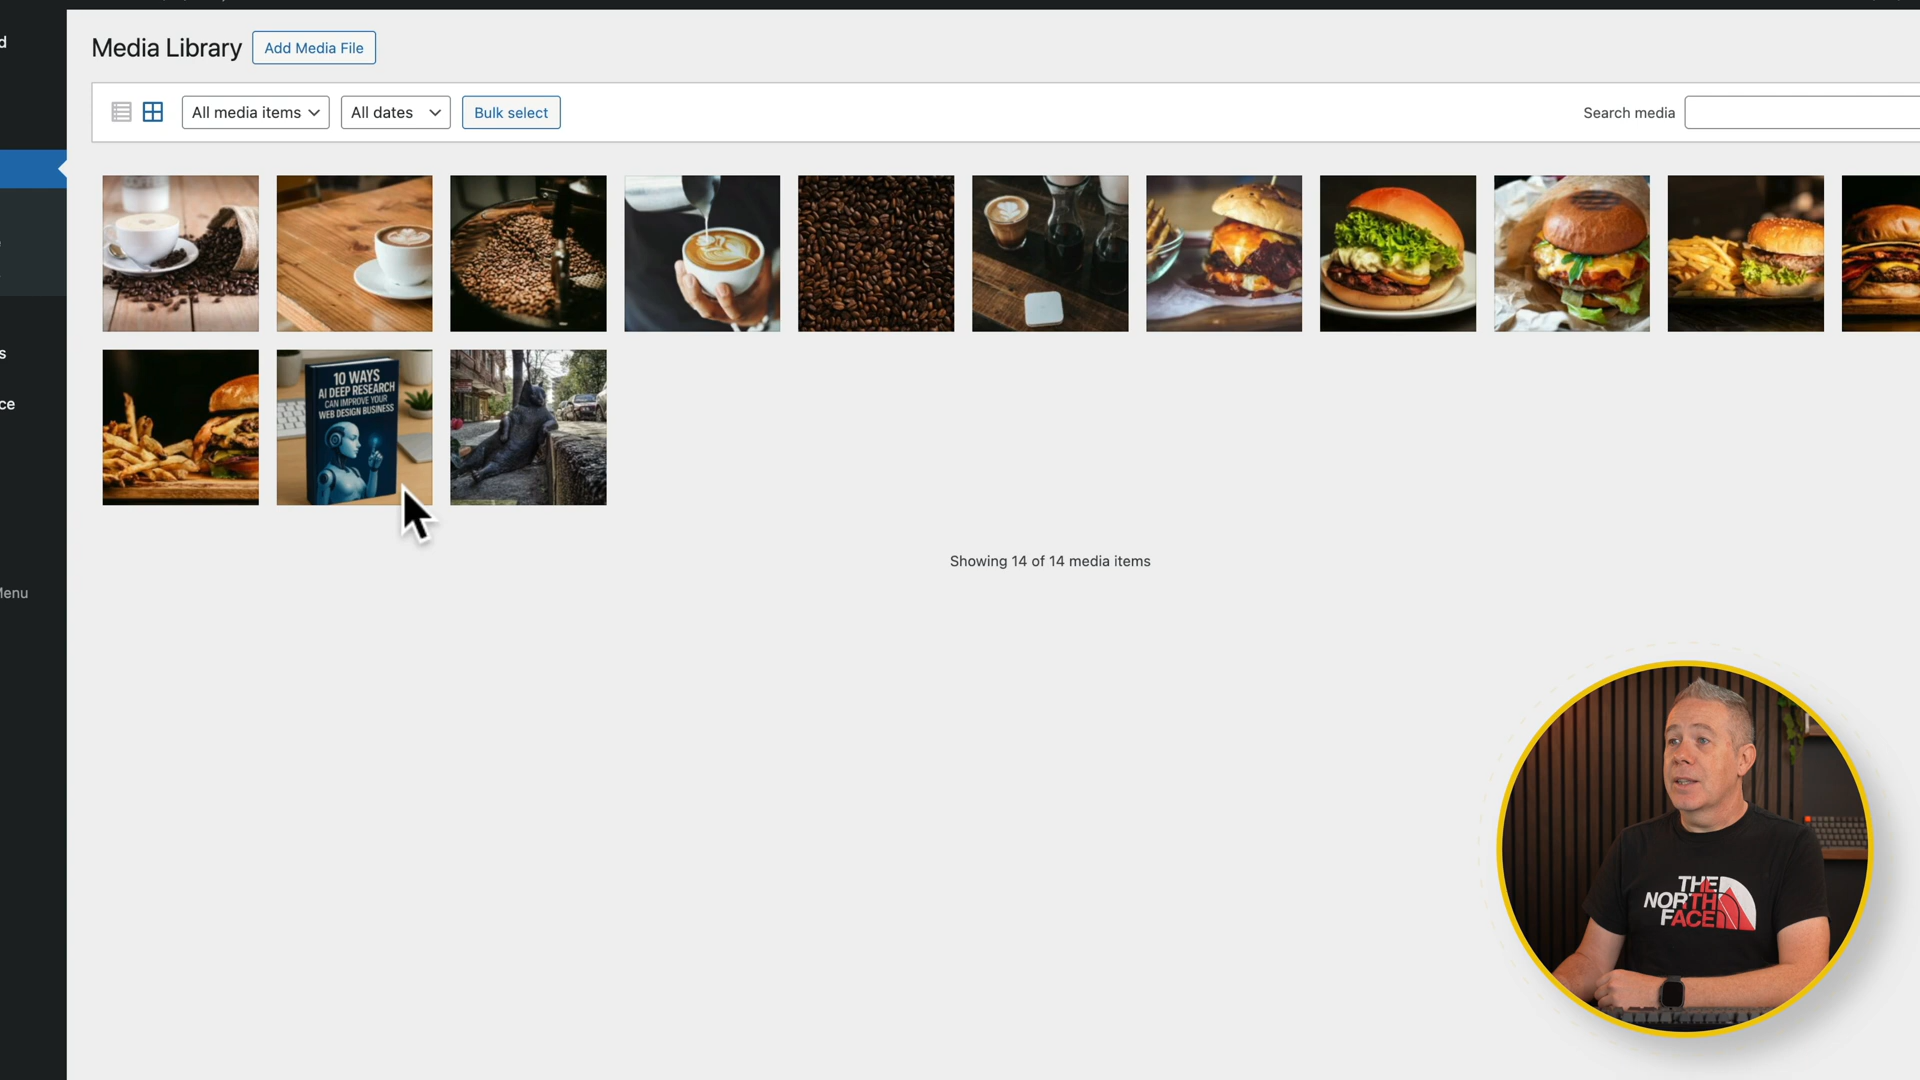 d
Media Library
Add Media File
All media items
All dates
Bulk select
Search media
10 WAYS
AI DEEP RESEARCH
CAN IMPROVE YOUR
WEB DESIGN BUSINESS
s
ce
Showing 14 of 14 media items
Menu
THE
NORTH
FACE